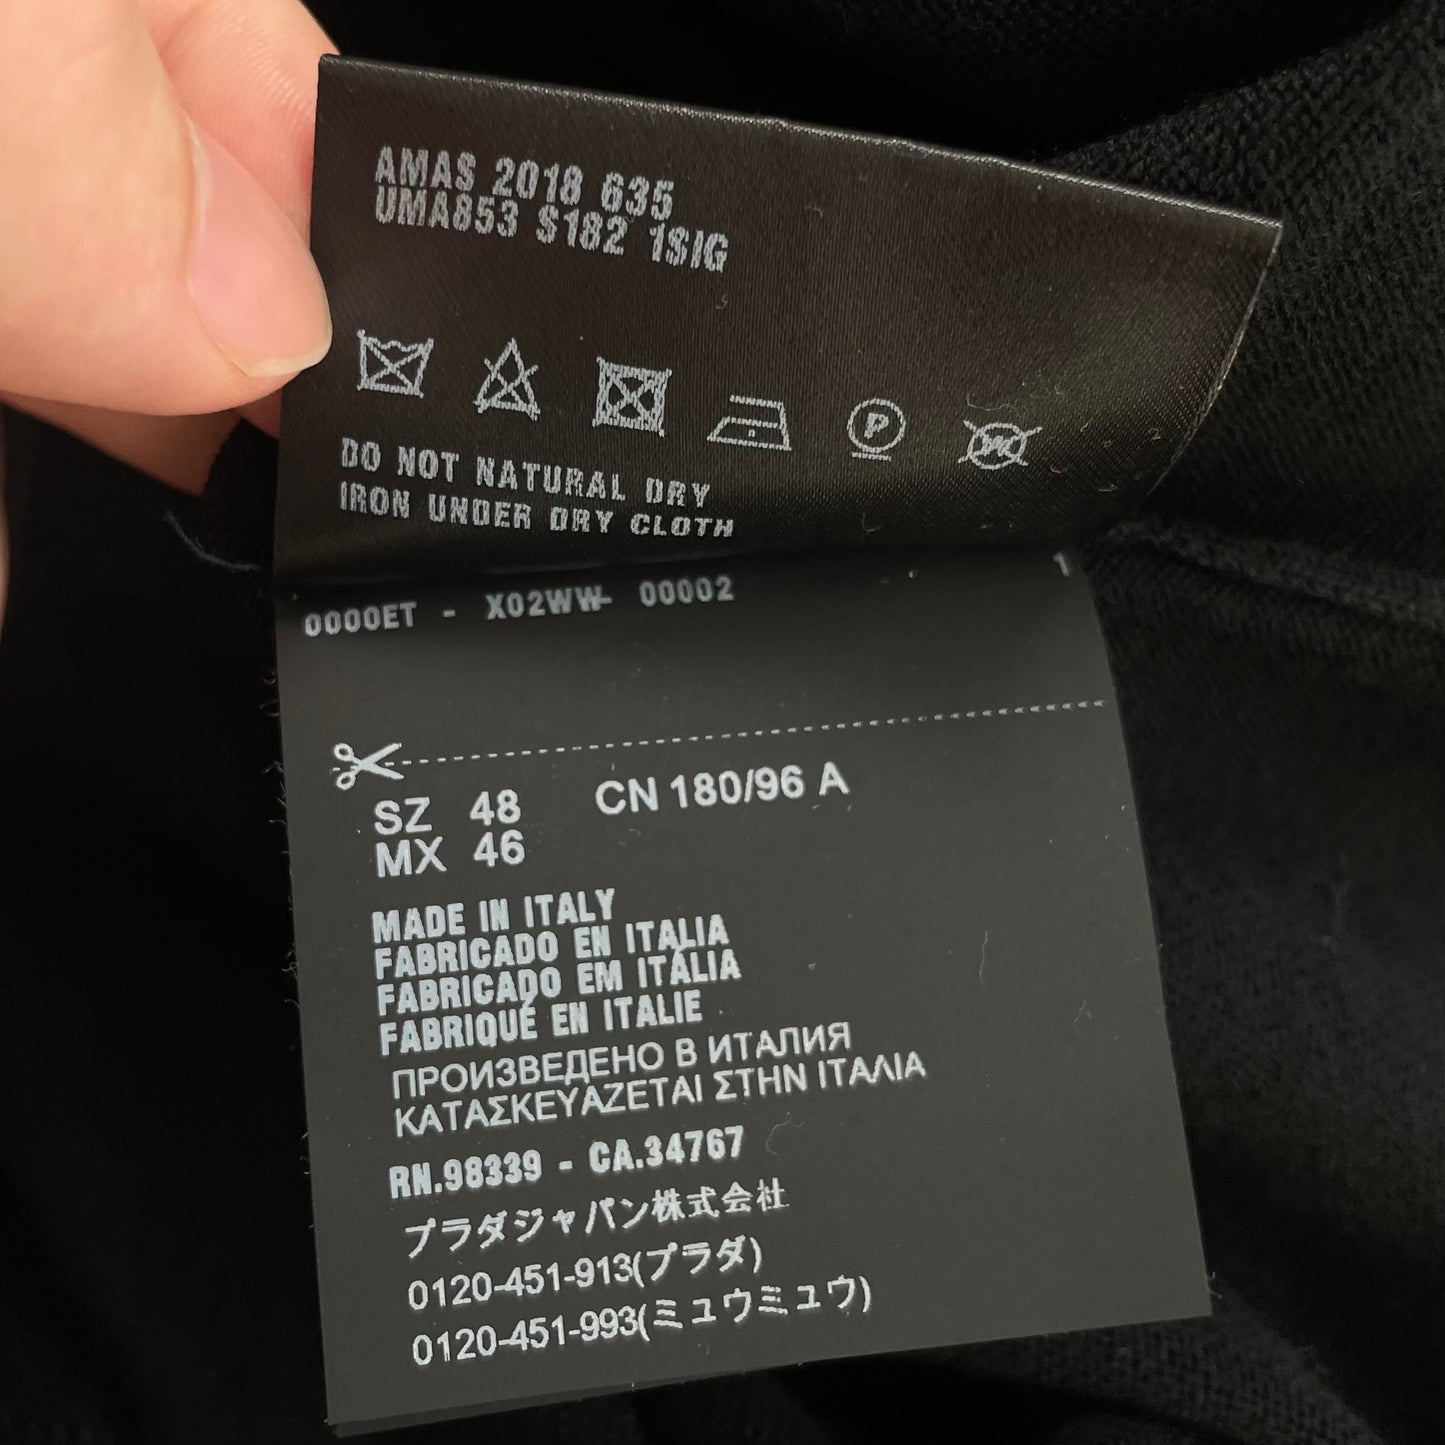 AMAS 2018 635
UMA853 S182 1SIG
P
W
DO NOT NATURAL DRY
IRON UNDER DRY CLOTH
1
0000ET - X02WW- 00002
SZ 48 CN 180/96 A
MX 46
MADE IN ITALY
FABRICADO EN ITALIA
FABRICADO EM ITÁLIA
FABRIQUÉ EN ITALIE
ПРОИЗВЕДЕНО В ИТАЛИЯ
ΚΑΤΑΣΚΕΥΑΖΕΤΑΙ ΣΤΗΝ ΙΤΑΛΙΑ
RN.98339 - CA.34767
プラダジャパン株式会社
0120-451-913(プラダ)
0120-451-993(ミュウミュウ)